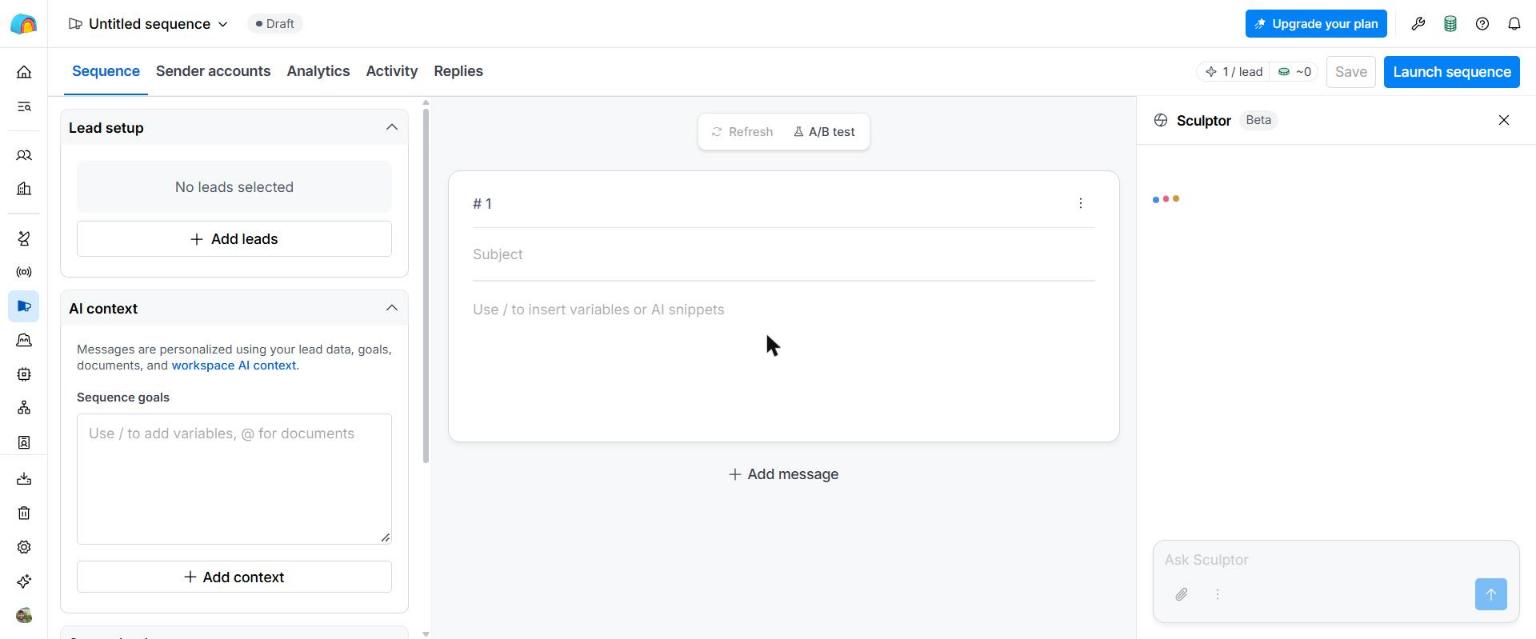 Untitled sequence
Draft
Upgrade your plan
Sequence
Sender accounts
Analytics
Activity
Replies
1 / lead
~0
Save
Launch sequence
Lead setup
No leads selected
+ Add leads
AI context
Messages are personalized using your lead data, goals,
documents, and workspace AI context.
Sequence goals
Use / to add variables, @ for documents
+ Add context
Refresh
A/B test
# 1
Subject
Use / to insert variables or AI snippets
+ Add message
Sculptor
Beta
Ask Sculptor